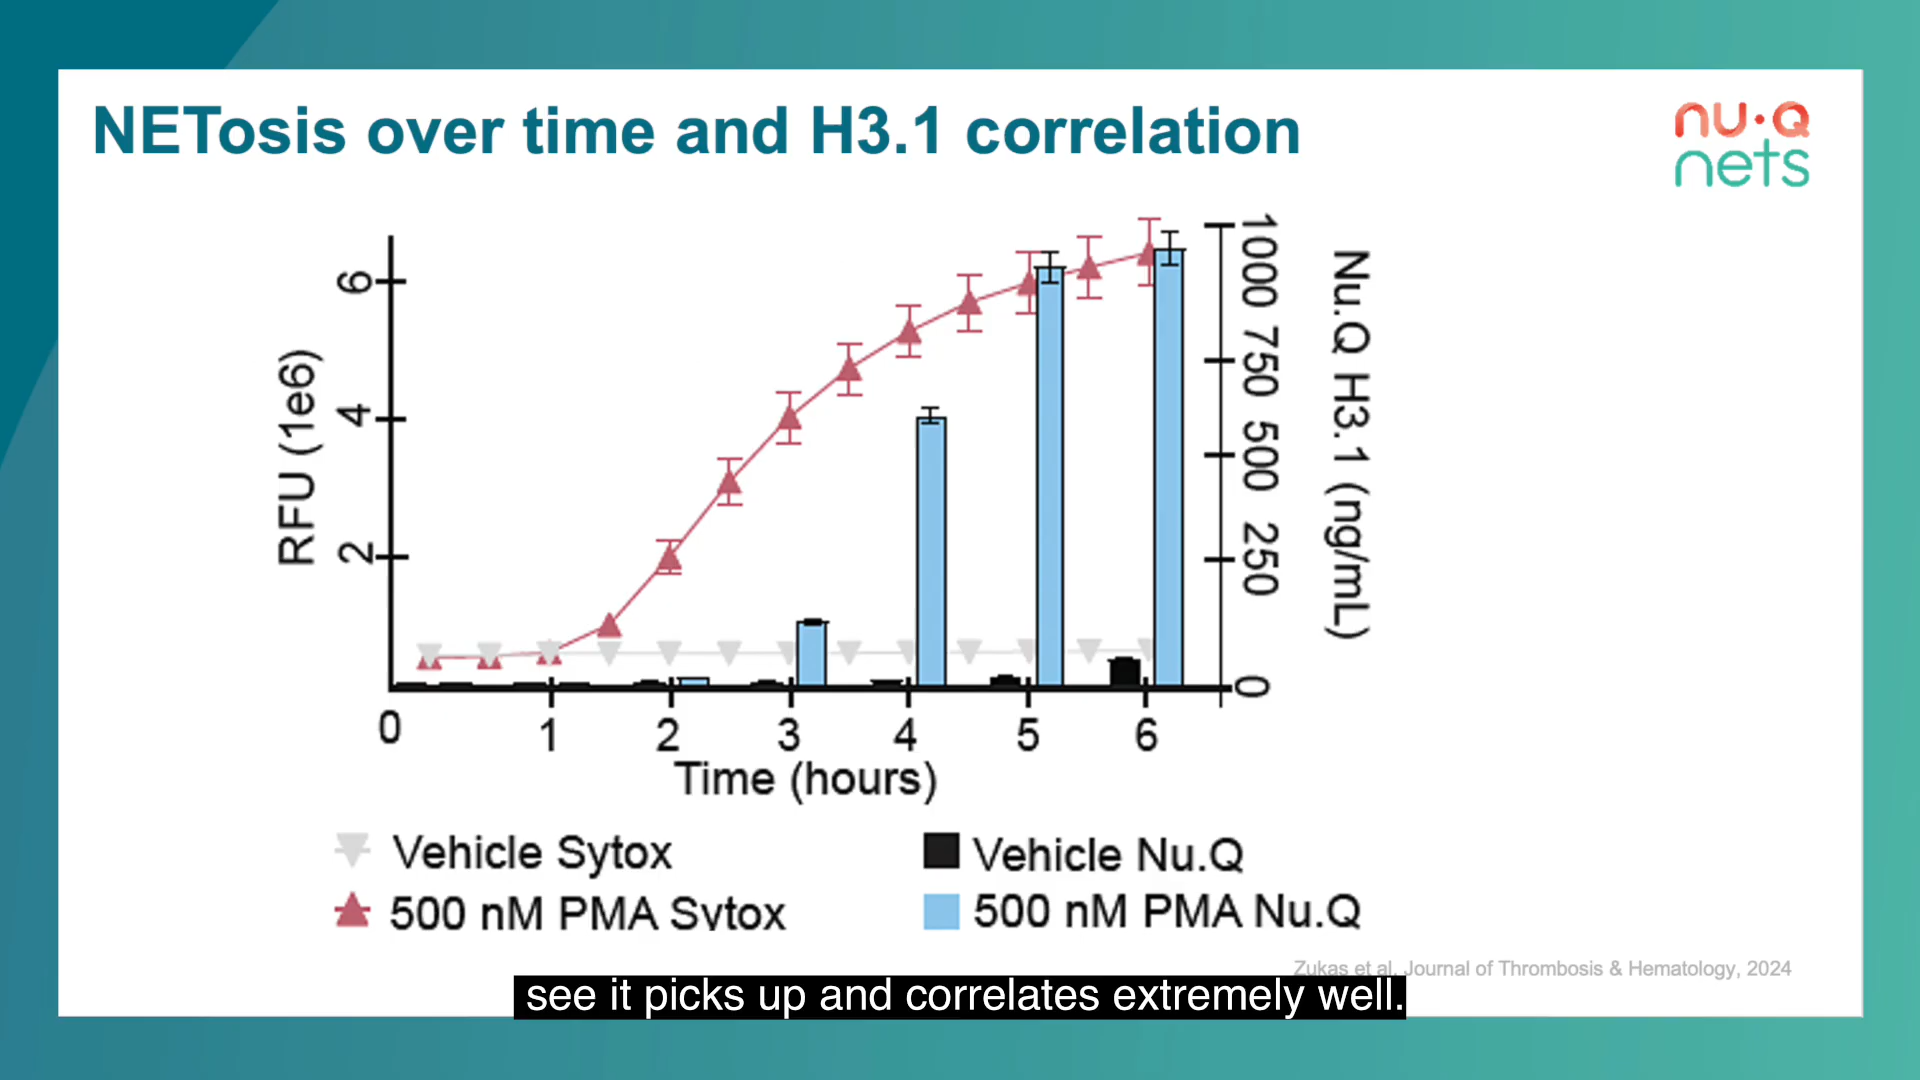 NETosis over time and H3.1 correlation
nu.Q
nets
RFU (1e6)
6
4
2
1000
750
500
250
0
Nu.Q H3.1 (ng/mL)
0 1 2 3 4 5 6
Time (hours)
Vehicle Sytox
Vehicle Nu.Q
500 nM PMA Sytox
500 nM PMA Nu.Q
Zukas et al. Journal of Thrombosis & Hematology, 2024
see it picks up and correlates extremely well.